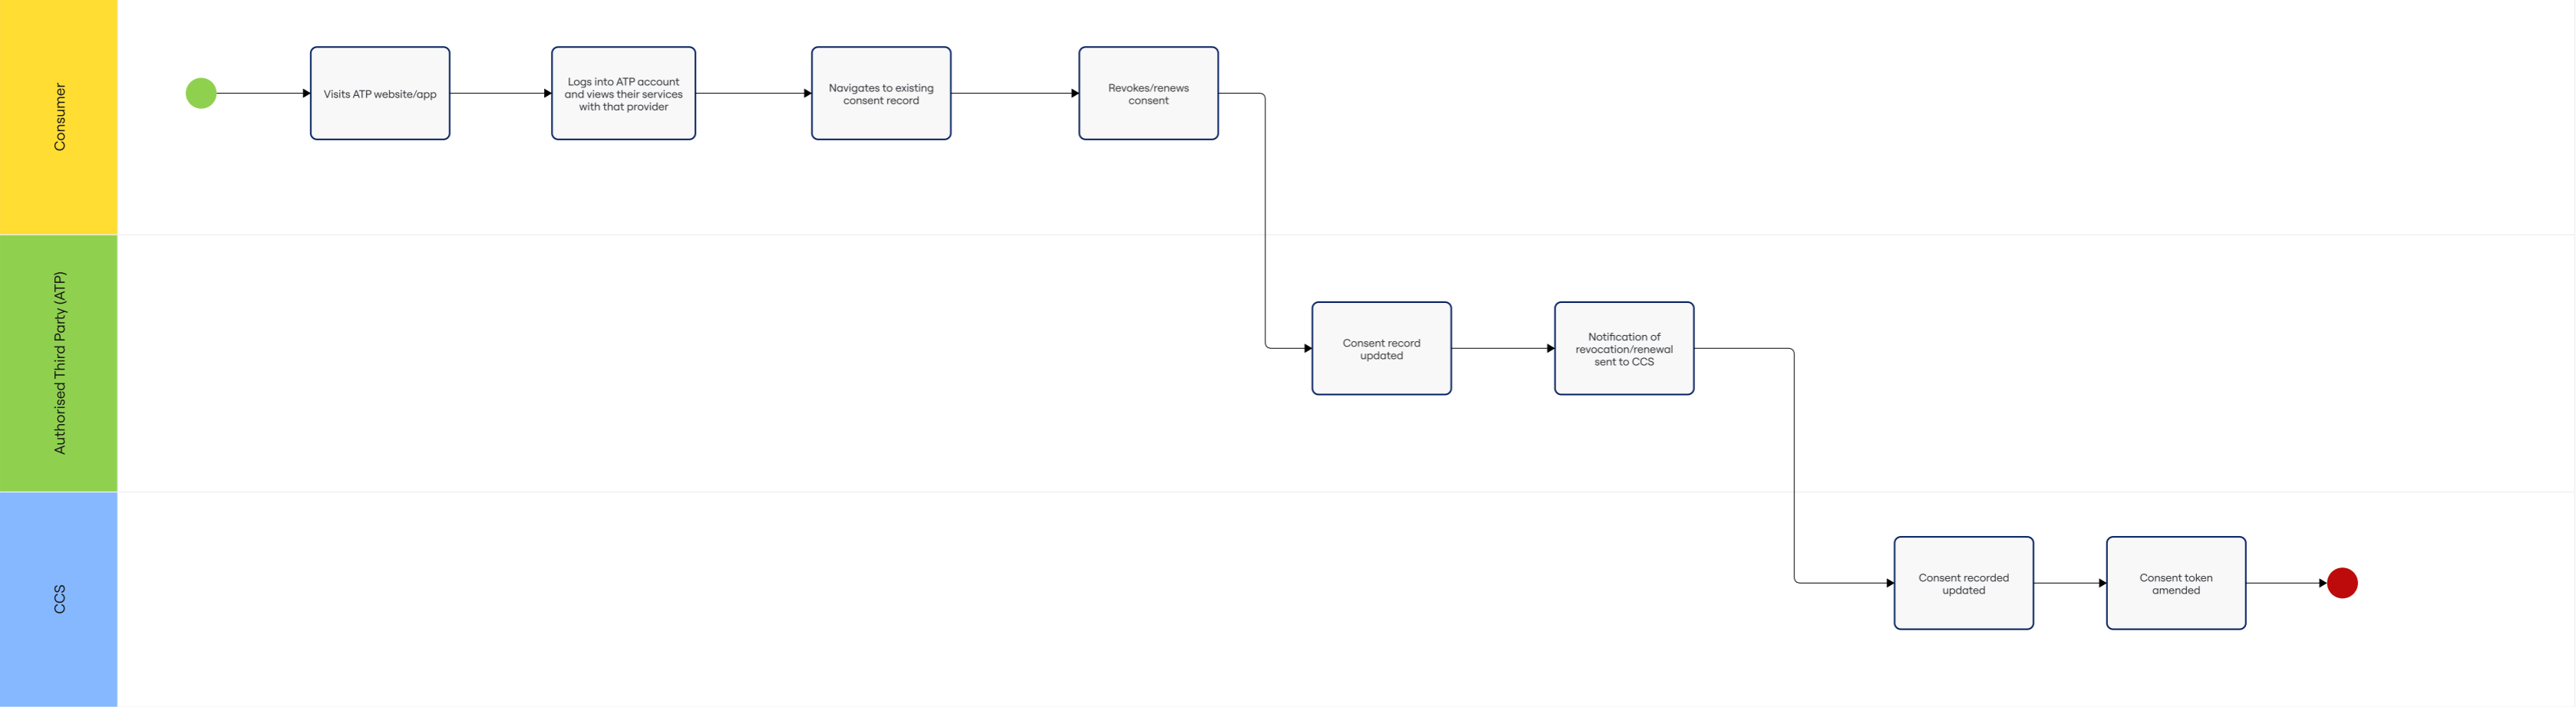 Consumer
Visits ATP website/app
Logs into ATP account
and views their services
with that provider
Navigates to existing
consent record
Revokes/renews
consent
Authorised Third Party (ATP)
Consent record
updated
Notification of
revocation/renewal
sent to CCS
CCS
Consent recorded
updated
Consent token
amended